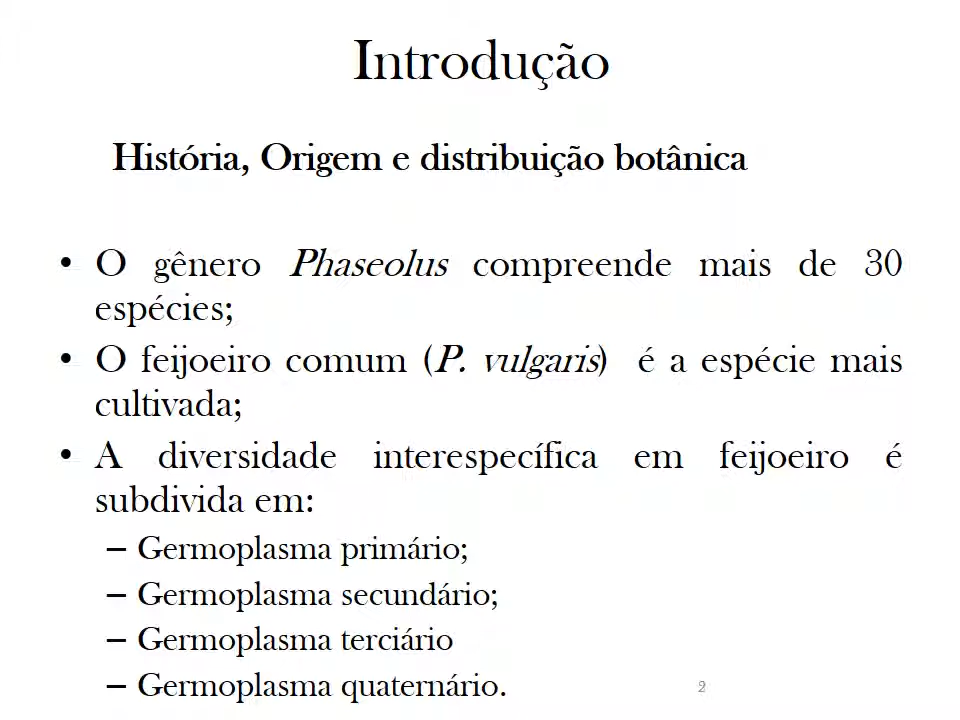 Introdução
História, Origem e distribuição botânica
• O gênero Phaseolus compreende mais de 30
espécies;
• O feijoeiro comum (P. vulgaris) é a espécie mais
cultivada;
• A diversidade interespecífica em feijoeiro é
subdivida em:
– Germoplasma primário;
– Germoplasma secundário;
– Germoplasma terciário
– Germoplasma quaternário.
2